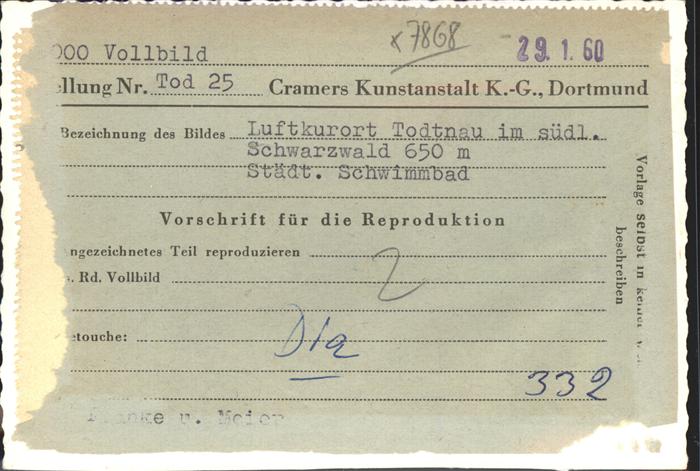 000 Vollbild x7868 29.1.60
ellung Nr. Tod 25 Cramers Kunstanstalt K.-G., Dortmund
Bezeichnung des Bildes Luftkurort Todtnau im südl.
Schwarzwald 650 m
Städt. Schwimmbad
Vorschrift für die Reproduktion
ngezeichnetes Teil reproduzieren
. Rd. Vollbild
2
etouche:
Dia
332
u. Meier
Vorlage selbst in
beschreiben